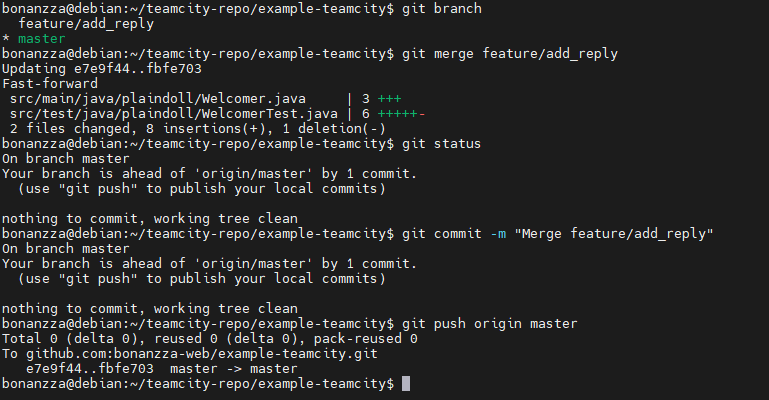 bonanzza@debian:~/teamcity-repo/example-teamcity$ git branch
  feature/add_reply
* master
bonanzza@debian:~/teamcity-repo/example-teamcity$ git merge feature/add_reply
Updating e7e9f44..fbfe703
Fast-forward
 src/main/java/plaindoll/Welcomer.java     | 3 +++
 src/test/java/plaindoll/WelcomerTest.java | 6 +++++-
 2 files changed, 8 insertions(+), 1 deletion(-)
bonanzza@debian:~/teamcity-repo/example-teamcity$ git status
On branch master
Your branch is ahead of 'origin/master' by 1 commit.
  (use "git push" to publish your local commits)

nothing to commit, working tree clean
bonanzza@debian:~/teamcity-repo/example-teamcity$ git commit -m "Merge feature/add_reply"
On branch master
Your branch is ahead of 'origin/master' by 1 commit.
  (use "git push" to publish your local commits)

nothing to commit, working tree clean
bonanzza@debian:~/teamcity-repo/example-teamcity$ git push origin master
Total 0 (delta 0), reused 0 (delta 0), pack-reused 0
To github.com:bonanzza-web/example-teamcity.git
   e7e9f44..fbfe703  master -> master
bonanzza@debian:~/teamcity-repo/example-teamcity$